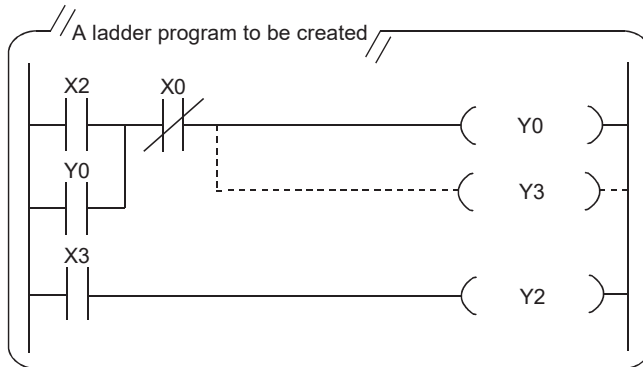 A ladder program to be created
X2
X0
Y0
Y0
Y3
X3
Y2